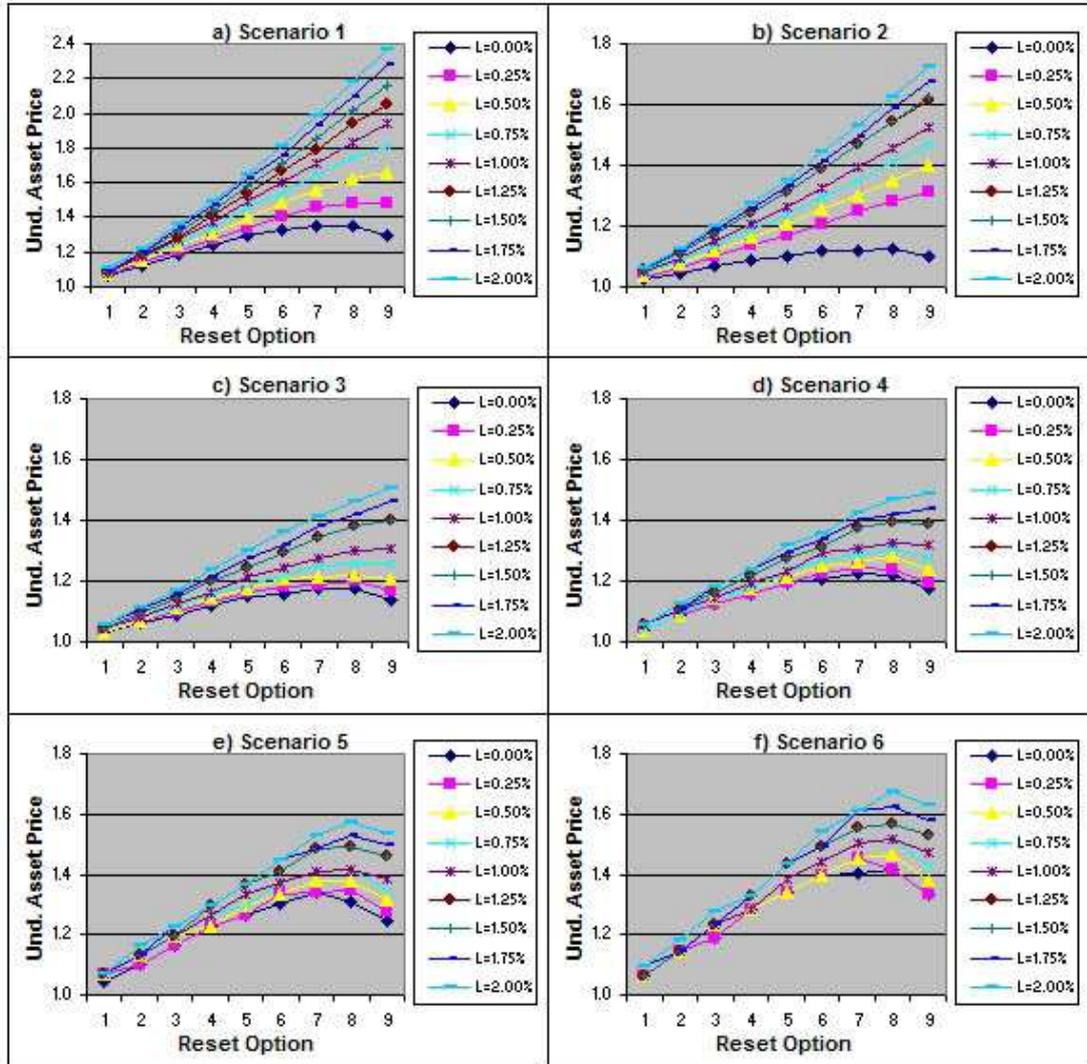 a) Scenario 1
Und. Asset Price
2.4
2.2
2.0
1.8
1.6
1.4
1.2
1.0
1 2 3 4 5 6 7 8 9
Reset Option
L=0.00%
L=0.25%
L=0.50%
L=0.75%
L=1.00%
L=1.25%
L=1.50%
L=1.75%
L=2.00%
b) Scenario 2
Und. Asset Price
1.8
1.6
1.4
1.2
1.0
1 2 3 4 5 6 7 8 9
Reset Option
L=0.00%
L=0.25%
L=0.50%
L=0.75%
L=1.00%
L=1.25%
L=1.50%
L=1.75%
L=2.00%
c) Scenario 3
Und. Asset Price
1.8
1.6
1.4
1.2
1.0
1 2 3 4 5 6 7 8 9
Reset Option
L=0.00%
L=0.25%
L=0.50%
L=0.75%
L=1.00%
L=1.25%
L=1.50%
L=1.75%
L=2.00%
d) Scenario 4
Und. Asset Price
1.8
1.6
1.4
1.2
1.0
1 2 3 4 5 6 7 8 9
Reset Option
L=0.00%
L=0.25%
L=0.50%
L=0.75%
L=1.00%
L=1.25%
L=1.50%
L=1.75%
L=2.00%
e) Scenario 5
Und. Asset Price
1.8
1.6
1.4
1.2
1.0
1 2 3 4 5 6 7 8 9
Reset Option
L=0.00%
L=0.25%
L=0.50%
L=0.75%
L=1.00%
L=1.25%
L=1.50%
L=1.75%
L=2.00%
f) Scenario 6
Und. Asset Price
1.8
1.6
1.4
1.2
1.0
1 2 3 4 5 6 7 8 9
Reset Option
L=0.00%
L=0.25%
L=0.50%
L=0.75%
L=1.00%
L=1.25%
L=1.50%
L=1.75%
L=2.00%